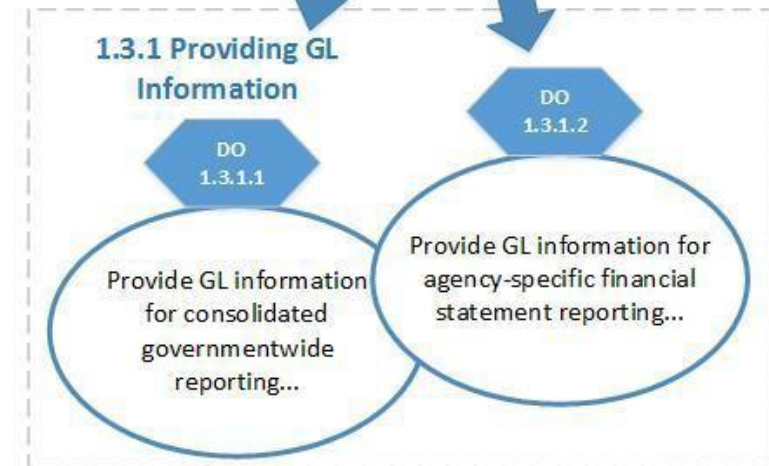 1.3.1 Providing GL
Information
DO
1.3.1.1
Provide GL information
for consolidated
governmentwide
reporting...
DO
1.3.1.2
Provide GL information for
agency-specific financial
statement reporting...